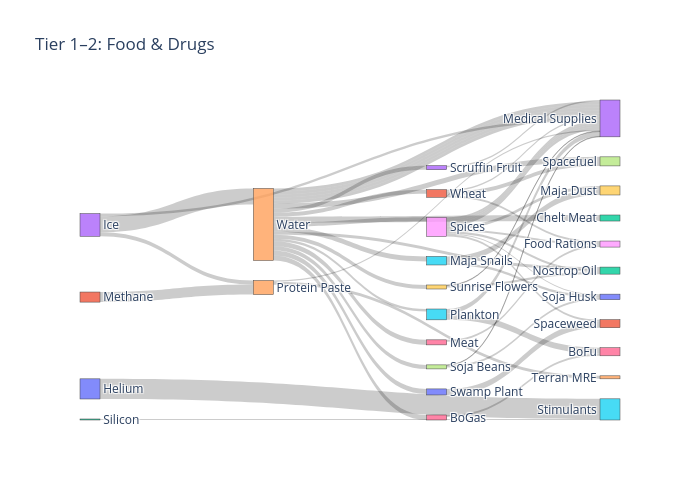 Tier 1–2: Food & Drugs
Ice
Methane
Helium
Silicon
Water
Protein Paste
Scruffin Fruit
Wheat
Spices
Maja Snails
Sunrise Flowers
Plankton
Meat
Soja Beans
Swamp Plant
BoGas
Medical Supplies
Spacefuel
Maja Dust
Chelt Meat
Food Rations
Nostrop Oil
Soja Husk
Spaceweed
BoFu
Terran MRE
Stimulants